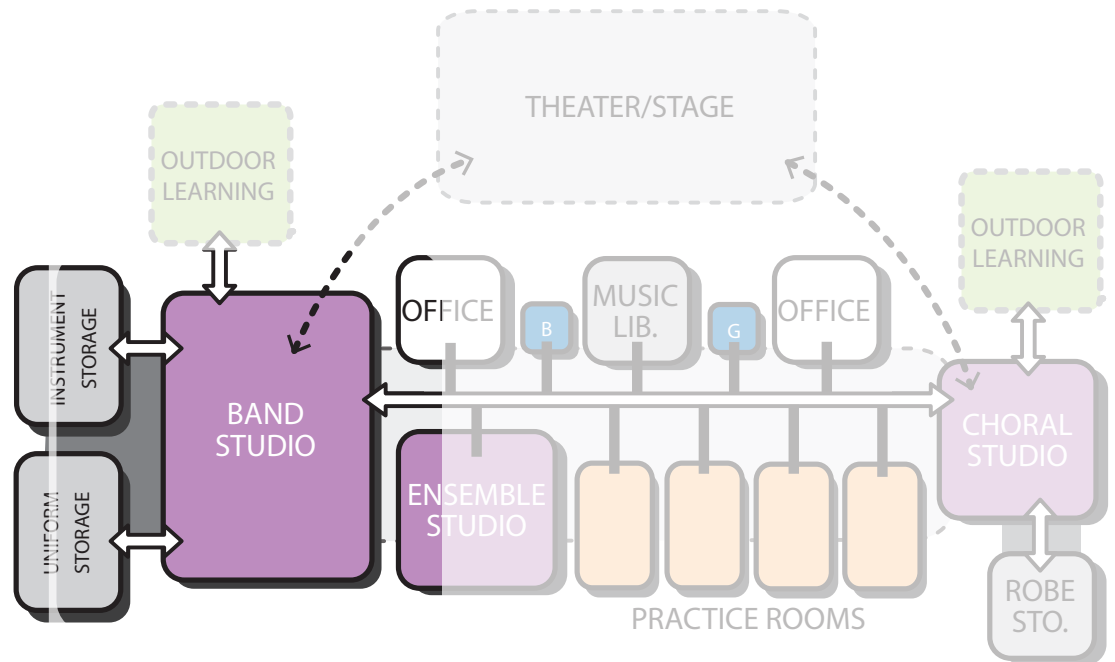 THEATER/STAGE
OUTDOOR
LEARNING
OUTDOOR
LEARNING
INSTRUMENT
STORAGE
OFFICE
B
MUSIC
LIB.
G
OFFICE
BAND
STUDIO
CHORAL
STUDIO
UNIFORM
STORAGE
ENSEMBLE
STUDIO
PRACTICE ROOMS
ROBE
STO.